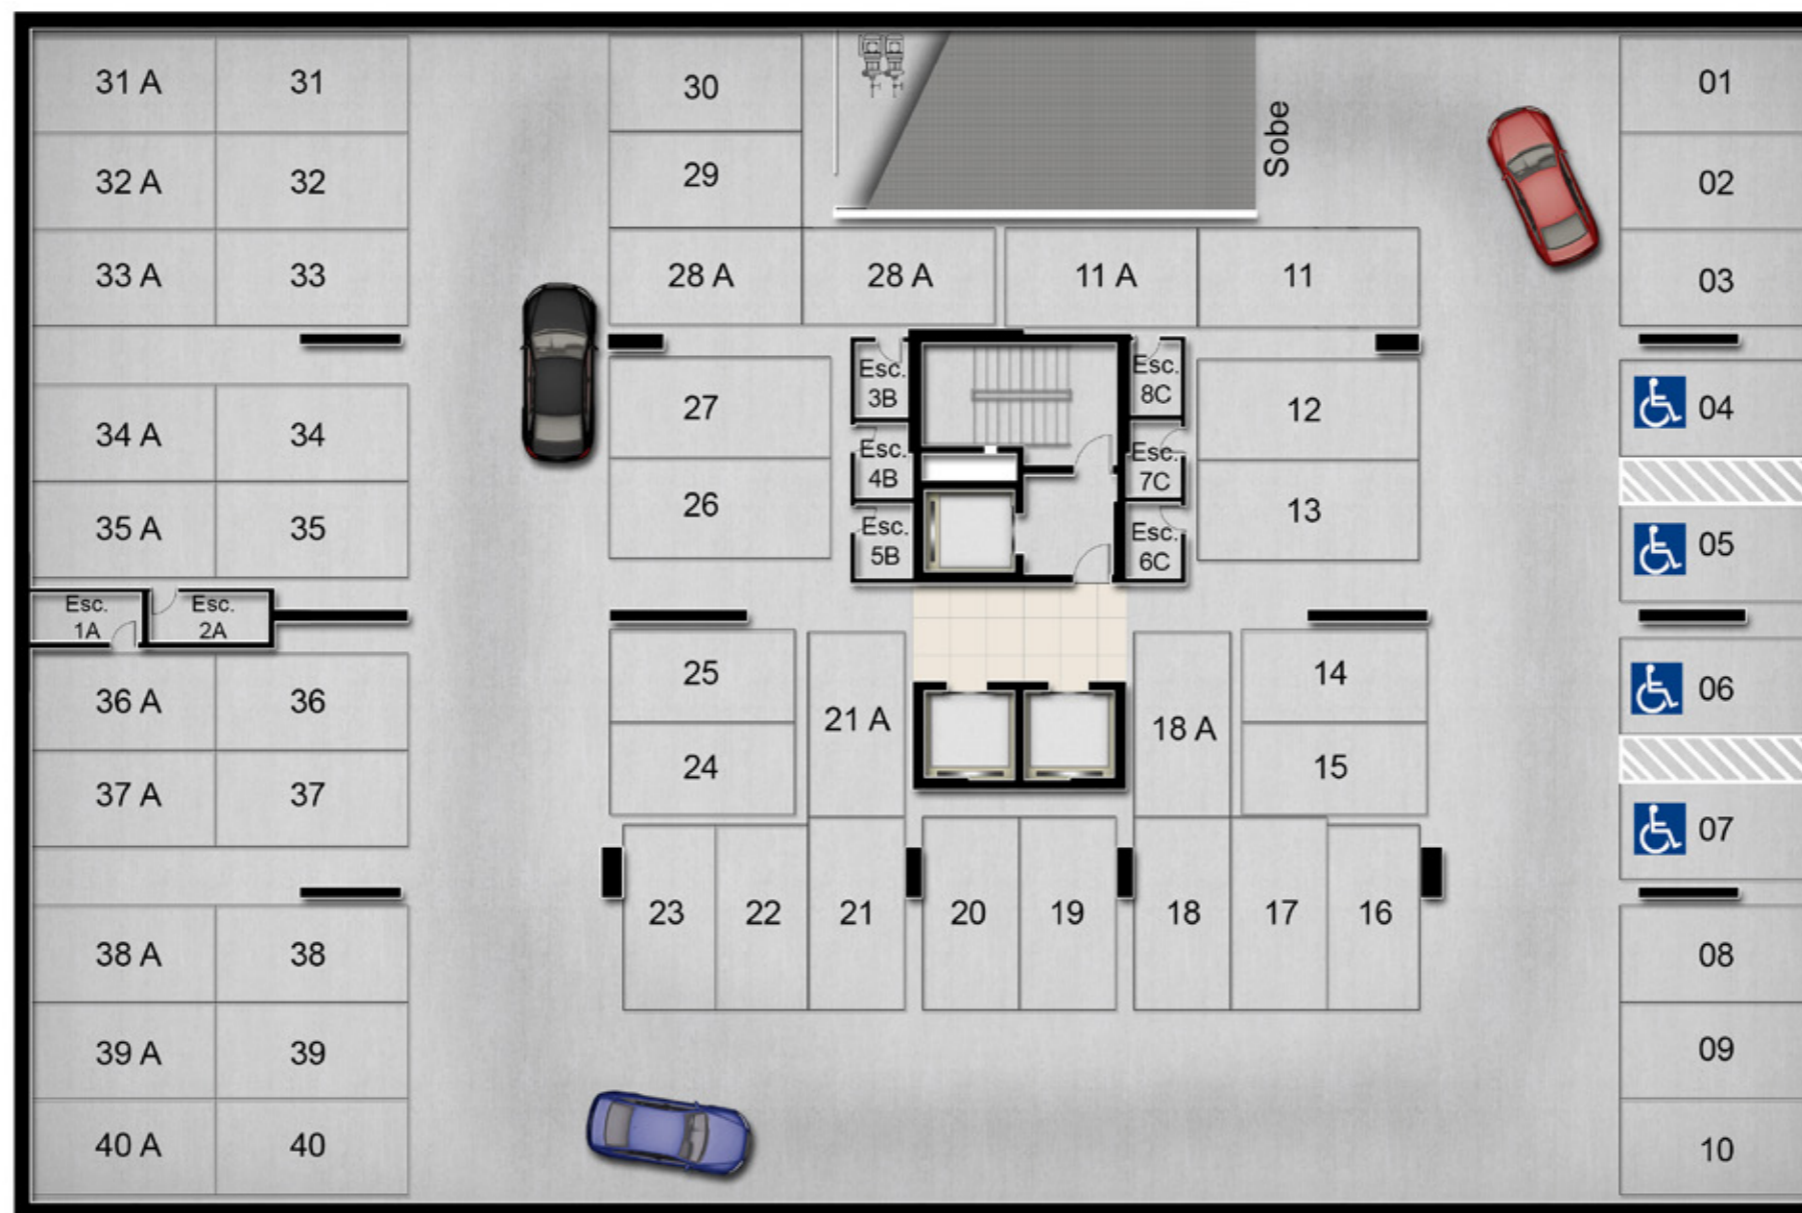 31 A
31
30
Sobe
01
32 A
32
29
02
33 A
33
28 A
28 A
11 A
11
03
34 A
34
27
Esc.
3B
Esc.
8C
12
04
35 A
35
26
Esc.
4B
Esc.
7C
13
05
Esc.
5B
Esc.
6C
Esc.
1A
Esc.
2A
36 A
36
25
21 A
18 A
14
06
37 A
37
24
15
07
38 A
38
23
22
21
20
19
18
17
16
08
39 A
39
09
40 A
40
10